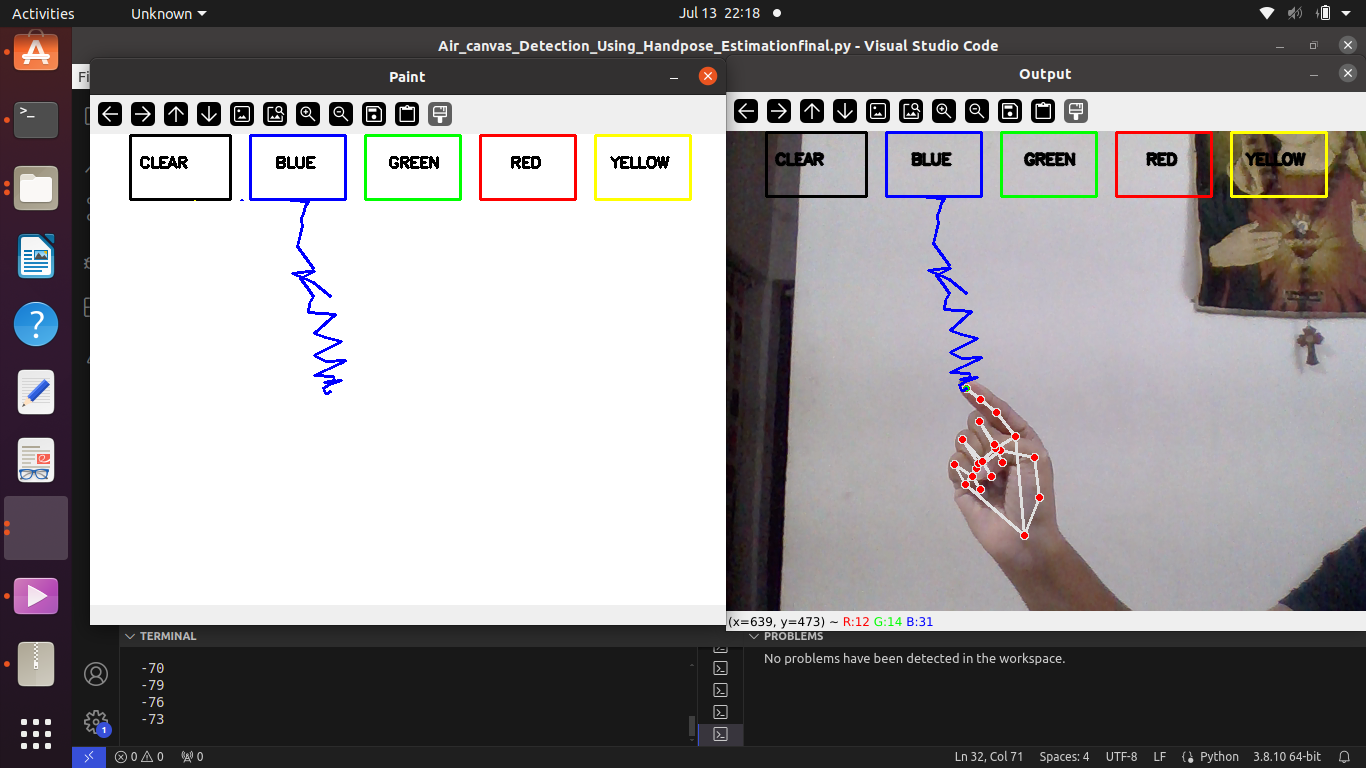 Activities
Unknown
Jul 13 22:18
Air_canvas_Detection_Using_Handpose_Estimationfinal.py - Visual Studio Code
Fi
Paint
Output
CLEAR
BLUE
GREEN
RED
YELLOW
CLEAR
BLUE
GREEN
RED
YELLOW
(x=639, y=473) ~ R:12 G:14 B:31
TERMINAL
PROBLEMS
-70
-79
-76
-73
No problems have been detected in the workspace.
1
0 0 0
Ln 32, Col 71 Spaces: 4 UTF-8 LF Python 3.8.10 64-bit